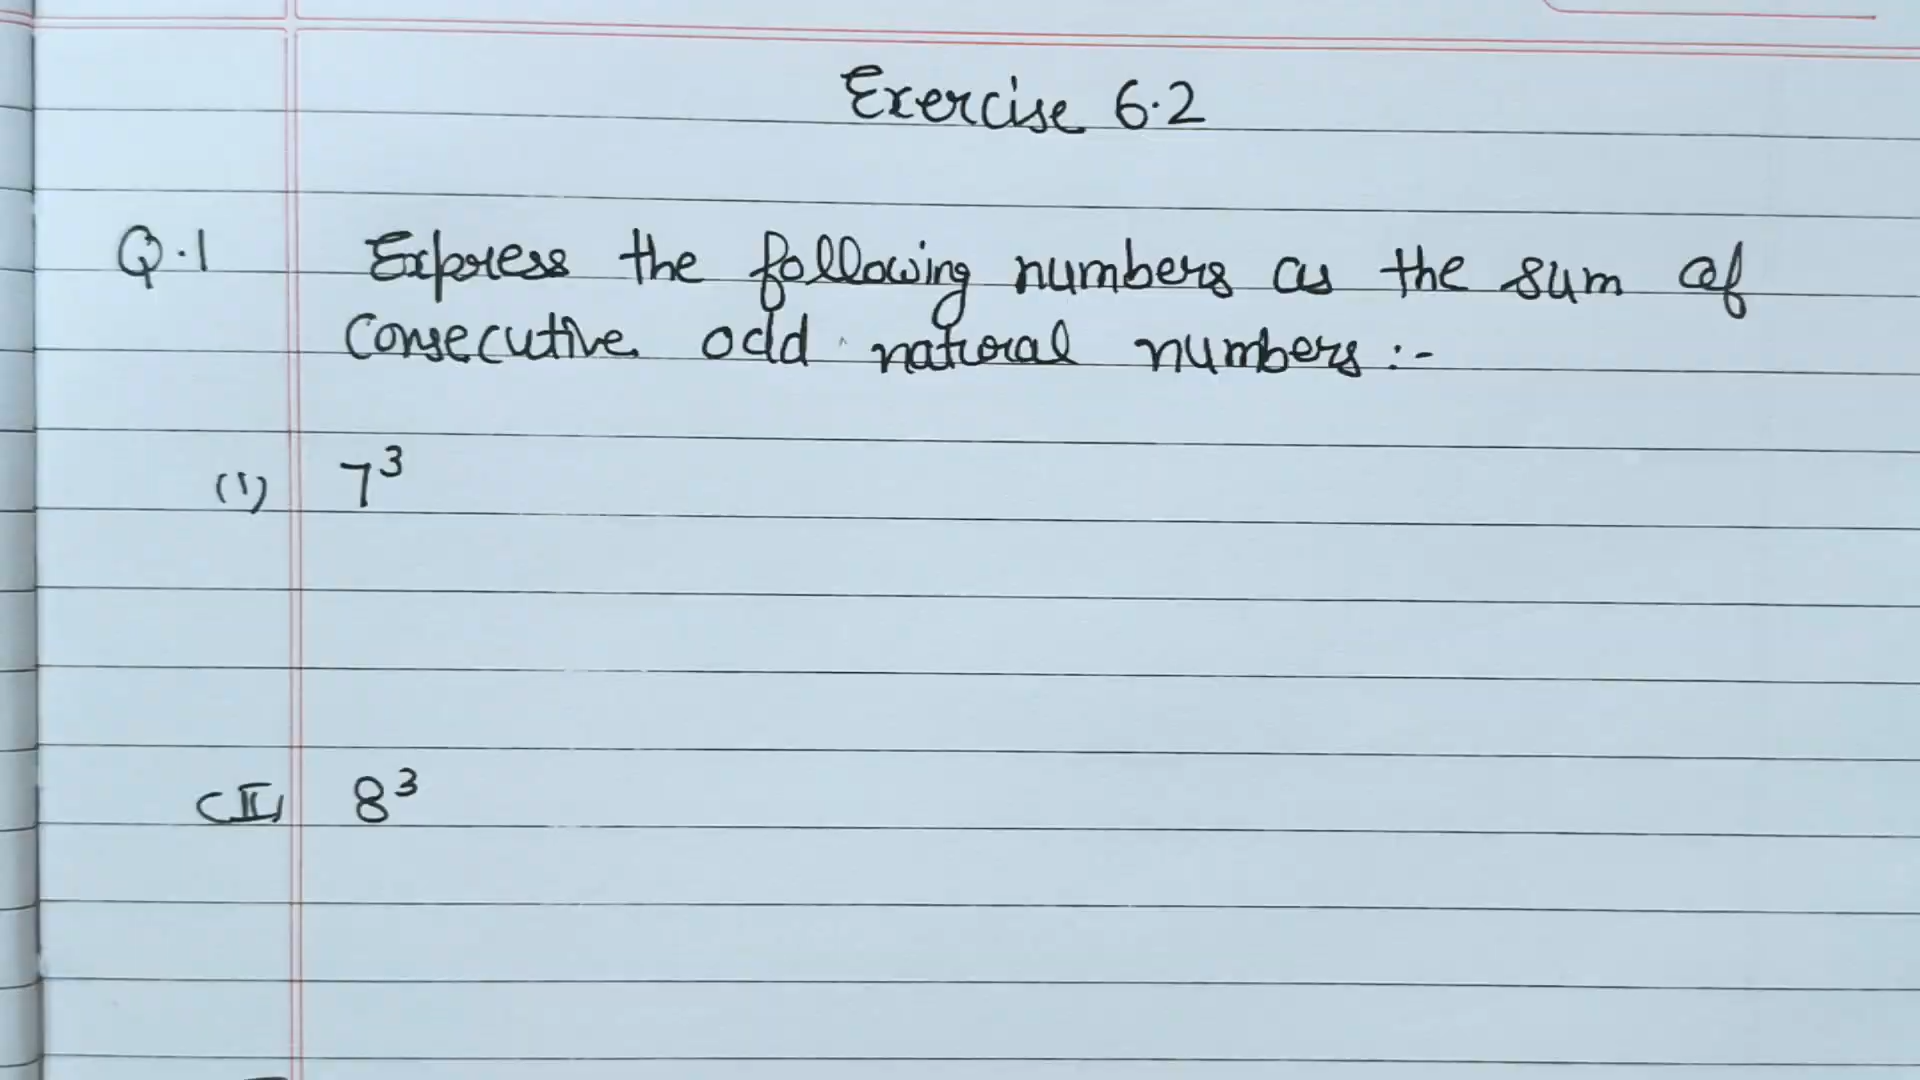 Exercise 6.2
Q.1 Express the following numbers as the sum of
Consecutive odd natural numbers :-
(i) 7³
(II) 8³